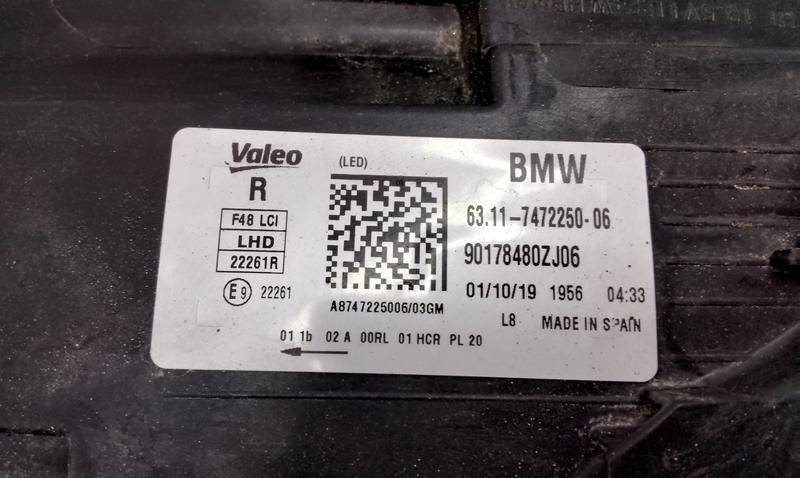 Valeo
(LED)
BMW
R
F48 LCI
LHD
22261R
E9 22261
63.11-7472250-06
90178480ZJ06
01/10/19 1956 04:33
A8747225006/03GM
L8 MADE IN SPAIN
01 1b 02 A 00RL 01 HCR PL 20